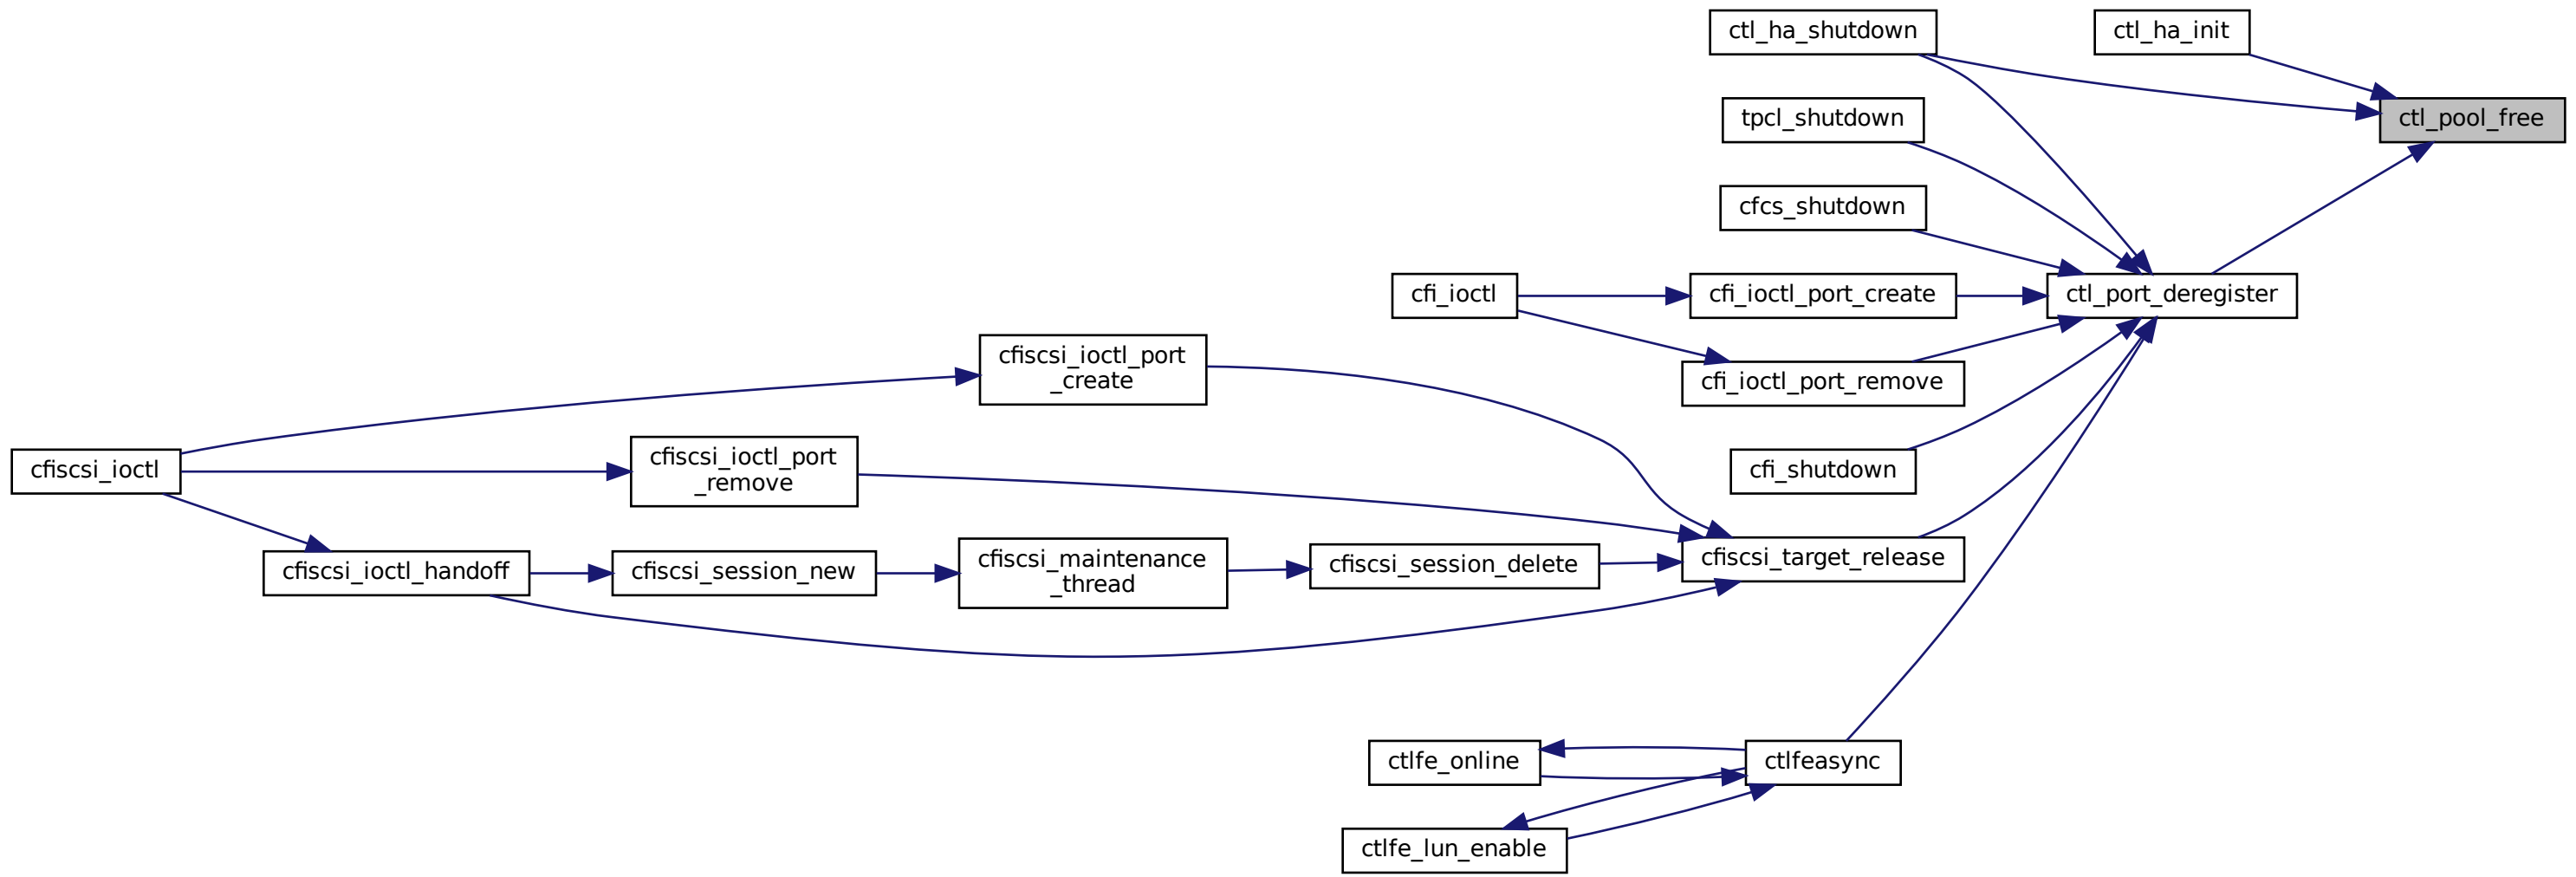 ctl_ha_shutdown
ctl_ha_init
tpcl_shutdown
ctl_pool_free
cfcs_shutdown
cfi_ioctl
cfi_ioctl_port_create
ctl_port_deregister
cfiscsi_ioctl_port
_create
cfi_ioctl_port_remove
cfiscsi_ioctl
cfiscsi_ioctl_port
_remove
cfi_shutdown
cfiscsi_ioctl_handoff
cfiscsi_session_new
cfiscsi_maintenance
_thread
cfiscsi_session_delete
cfiscsi_target_release
ctlfe_online
ctlfeasync
ctlfe_lun_enable